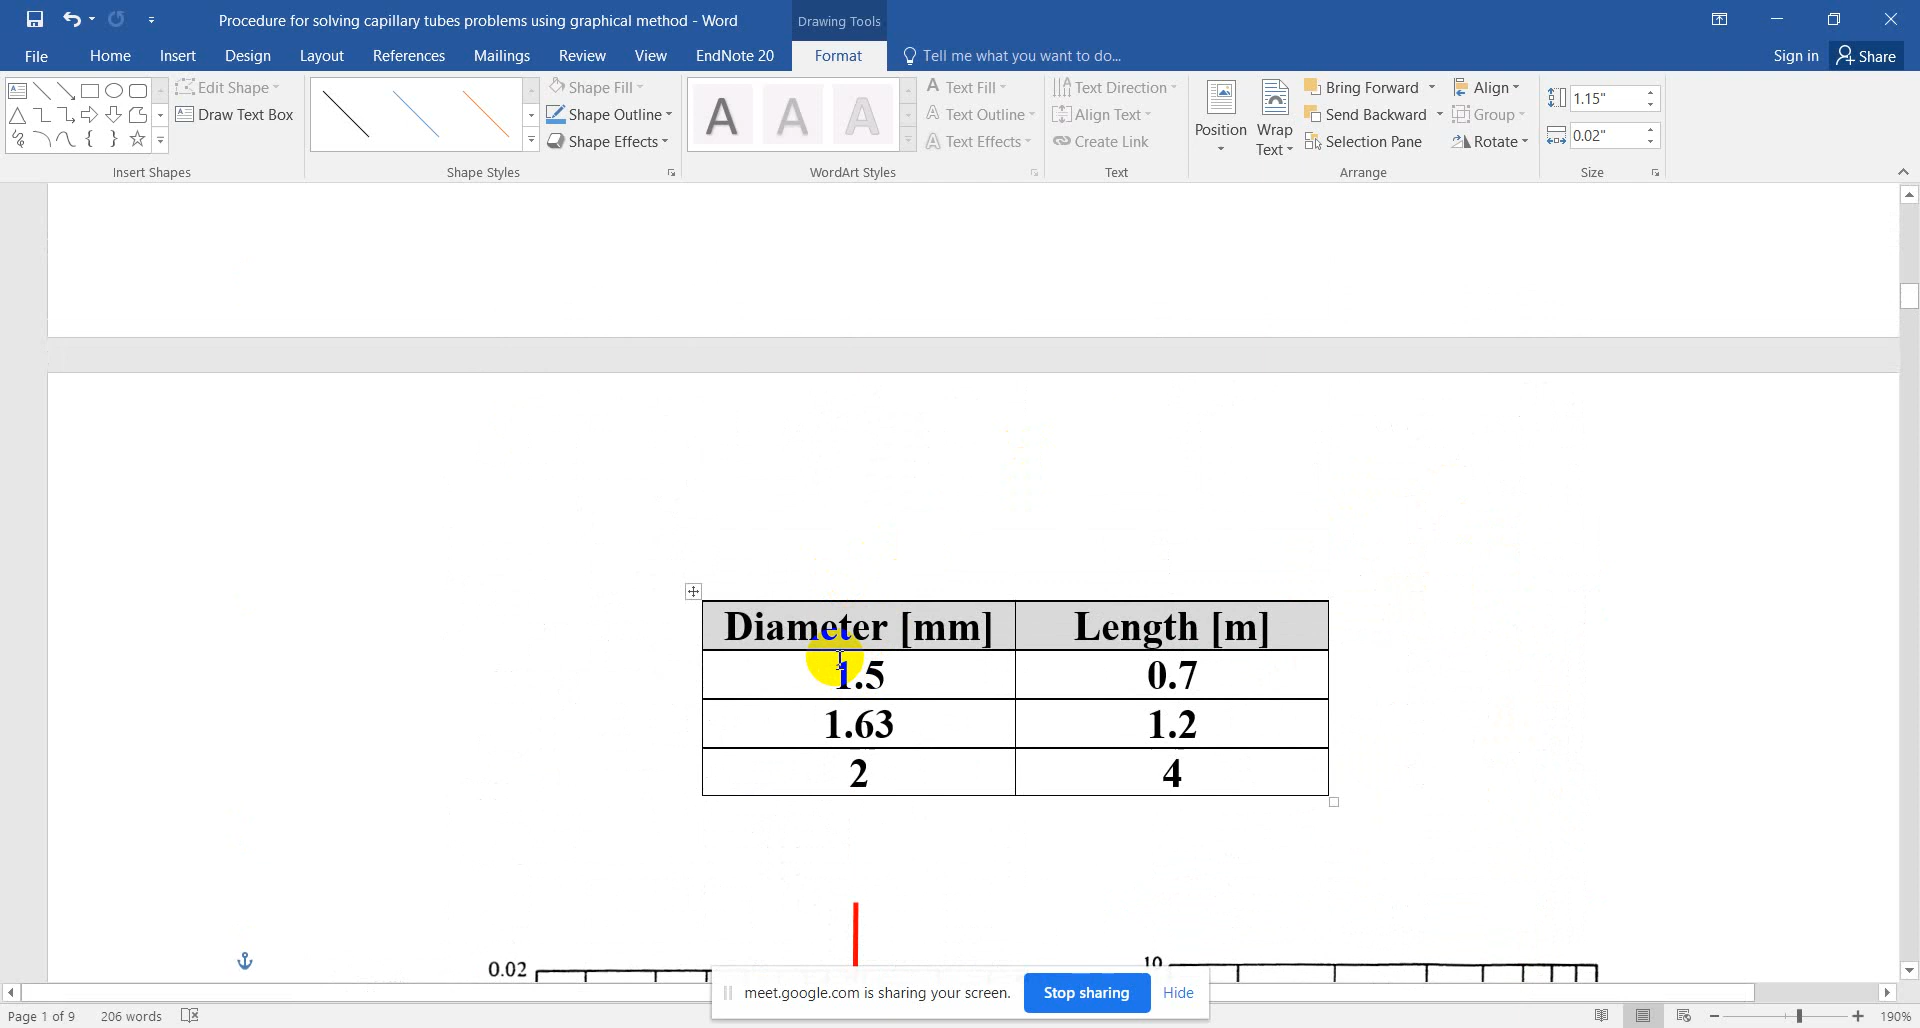 Procedure for solving capillary tubes problems using graphical method - Word
Drawing Tools
File Home Insert Design Layout References Mailings Review View EndNote 20 Format Tell me what you want to do... Sign in Share
Edit Shape
Draw Text Box
Insert Shapes
Shape Fill
Shape Outline
Shape Effects
Shape Styles
A A A
Text Fill
Text Outline
Text Effects
WordArt Styles
Text Direction
Align Text
Create Link
Text
Position
Wrap Text
Bring Forward
Send Backward
Selection Pane
Align
Group
Rotate
Arrange
1.15"
0.02"
Size
Diameter [mm] Length [m]
1.5 0.7
1.63 1.2
2 4
0.02
10
meet.google.com is sharing your screen. Stop sharing Hide
Page 1 of 9 206 words 190%